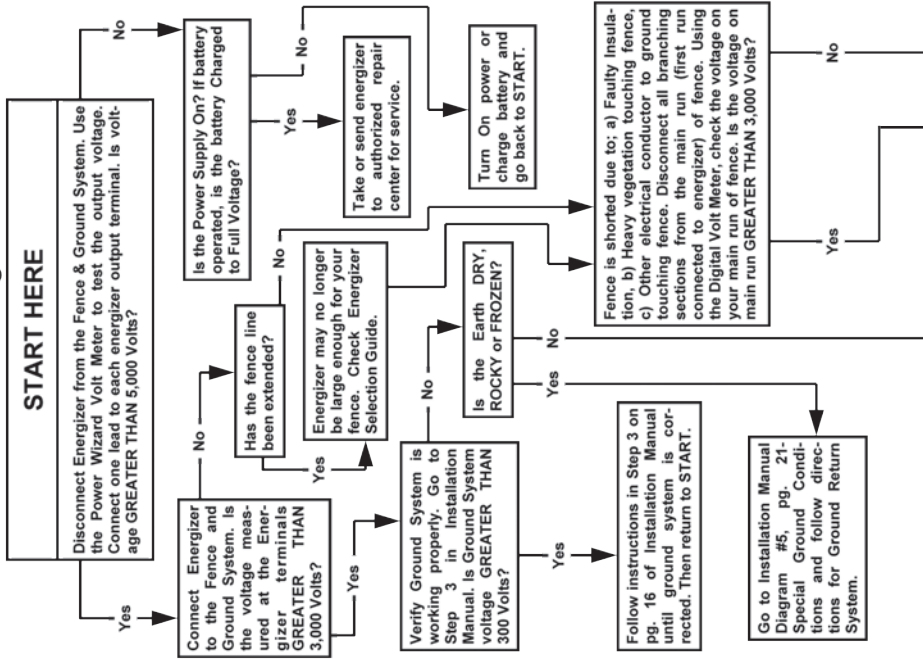 START HERE
Disconnect Energizer from the Fence & Ground System. Use
the Power Wizard Volt Meter to test the output voltage.
Connect one lead to each energizer output terminal. Is volt-
age GREATER THAN 5,000 Volts?
Yes
No
Connect Energizer
to the Fence and
Ground System. Is
the voltage meas-
ured at the Ener-
gizer terminals
GREATER THAN
3,000 Volts?
No
Yes
Has the fence line
been extended?
No
Yes
Energizer may no longer
be large enough for your
fence. Check Energizer
Selection Guide.
Is the Power Supply On? If battery
operated, is the battery Charged
to Full Voltage?
Yes
No
Take or send energizer
to authorized repair
center for service.
Turn On power or
charge battery and
go back to START.
Verify Ground System is
working properly. Go to
Step 3 in Installation
Manual. Is Ground System
voltage GREATER THAN
300 Volts?
No
Yes
Is the Earth DRY,
ROCKY or FROZEN?
Yes
No
Follow instructions in Step 3 on
pg. 16 of Installation Manual
until ground system is cor-
rected. Then return to START.
Go to Installation Manual
Diagram #5, pg. 21-
Special Ground Condi-
tions and follow direc-
tions for Ground Return
System.
Fence is shorted due to; a) Faulty Insula-
tion, b) Heavy vegetation touching fence,
c) Other electrical conductor to ground
touching fence. Disconnect all branching
sections from the main run (first run
connected to energizer) of fence. Using
the Digital Volt Meter, check the voltage on
your main run of fence. Is the voltage on
main run GREATER THAN 3,000 Volts?
Yes
No